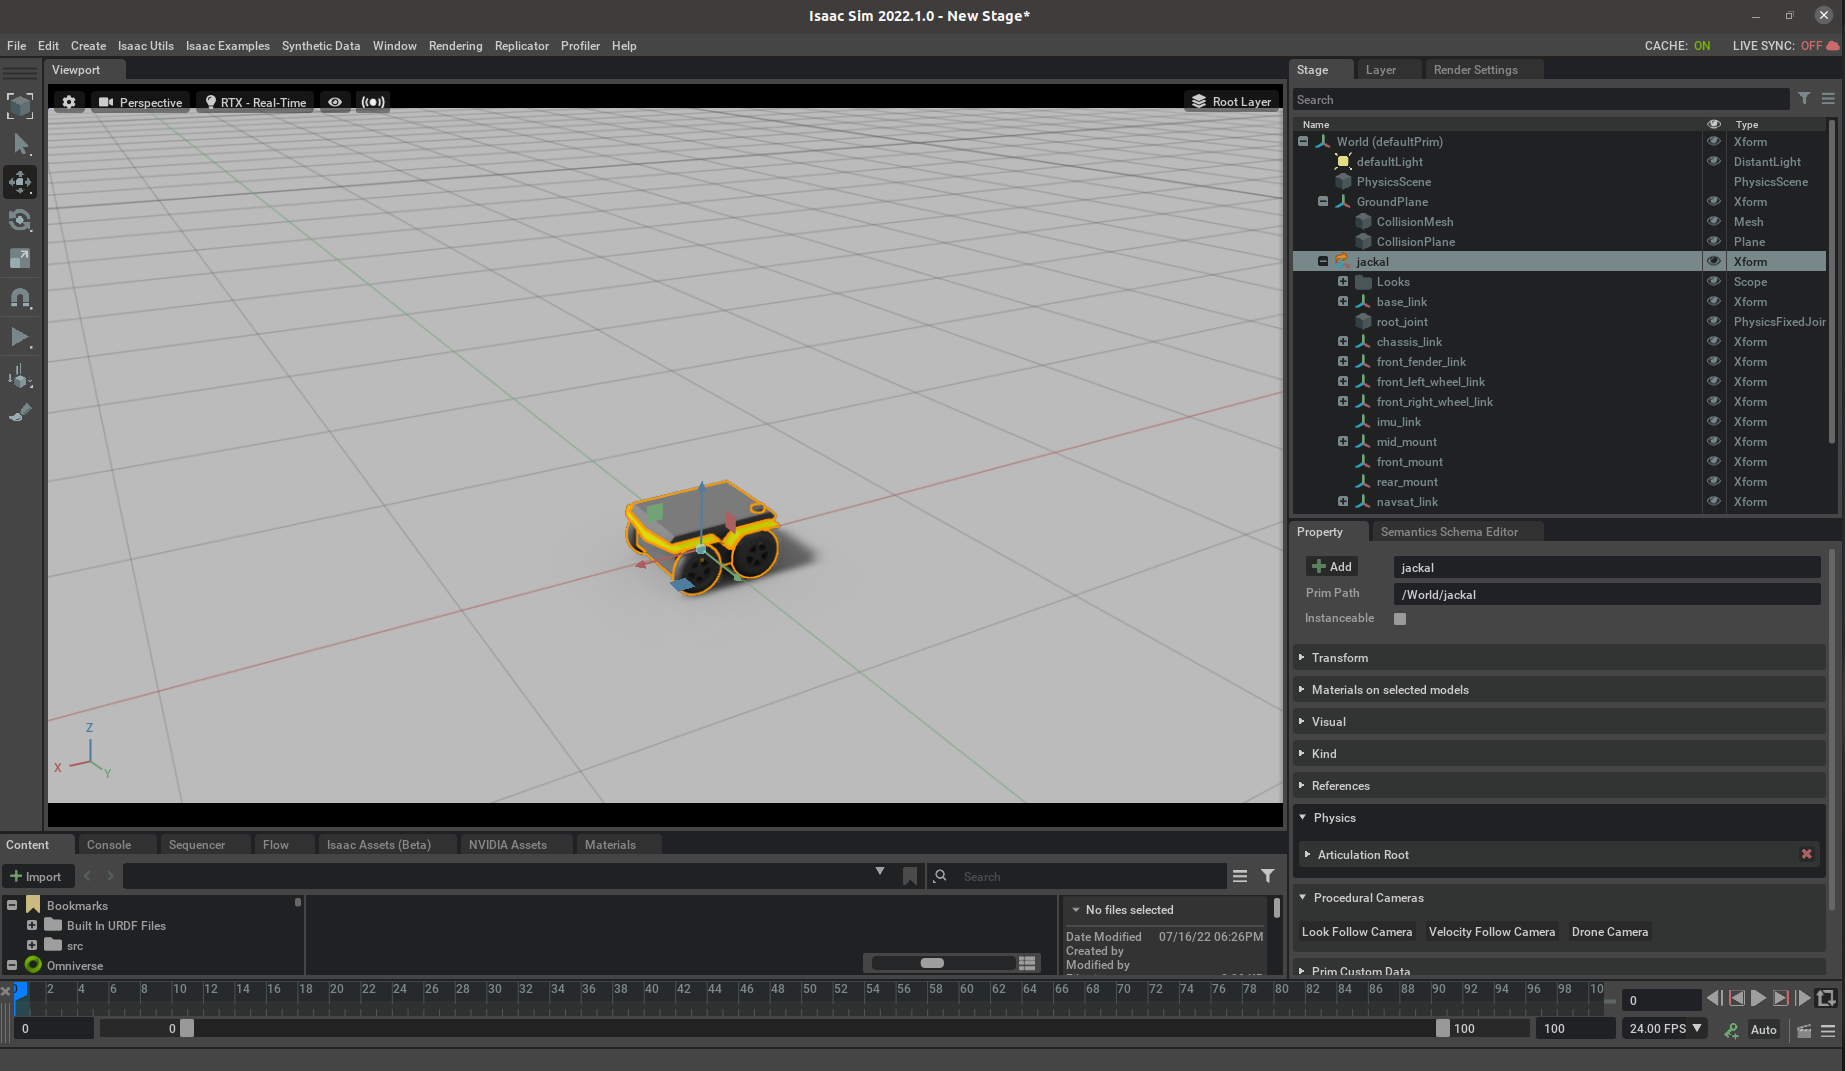 Isaac Sim 2022.1.0 - New Stage*
File Edit Create Isaac Utils Isaac Examples Synthetic Data Window Rendering Replicator Profiler Help
CACHE: ON LIVE SYNC: OFF
Viewport
Perspective RTX - Real-Time
Root Layer
Z
X
Y
Stage Layer Render Settings
Search
Name Type
World (defaultPrim) Xform
defaultLight DistantLight
PhysicsScene PhysicsScene
GroundPlane Xform
CollisionMesh Mesh
CollisionPlane Plane
jackal Xform
Looks Scope
base_link Xform
root_joint PhysicsFixedJoir
chassis_link Xform
front_fender_link Xform
front_left_wheel_link Xform
front_right_wheel_link Xform
imu_link Xform
mid_mount Xform
front_mount Xform
rear_mount Xform
navsat_link Xform
Property Semantics Schema Editor
Add jackal
Prim Path /World/jackal
Instanceable
Transform
Materials on selected models
Visual
Kind
References
Physics
Articulation Root
Procedural Cameras
Look Follow Camera Velocity Follow Camera Drone Camera
Prim Custom Data
Content Console Sequencer Flow Isaac Assets (Beta) NVIDIA Assets Materials
Import Search
Bookmarks
Built In URDF Files
src
Omniverse
No files selected
Date Modified 07/16/22 06:26PM
Created by
Modified by
2 4 6 8 10 12 14 16 18 20 22 24 26 28 30 32 34 36 38 40 42 44 46 48 50 52 54 56 58 60 62 64 66 68 70 72 74 76 78 80 82 84 86 88 90 92 94 96 98 10
0
0 0 100 100 24.00 FPS Auto